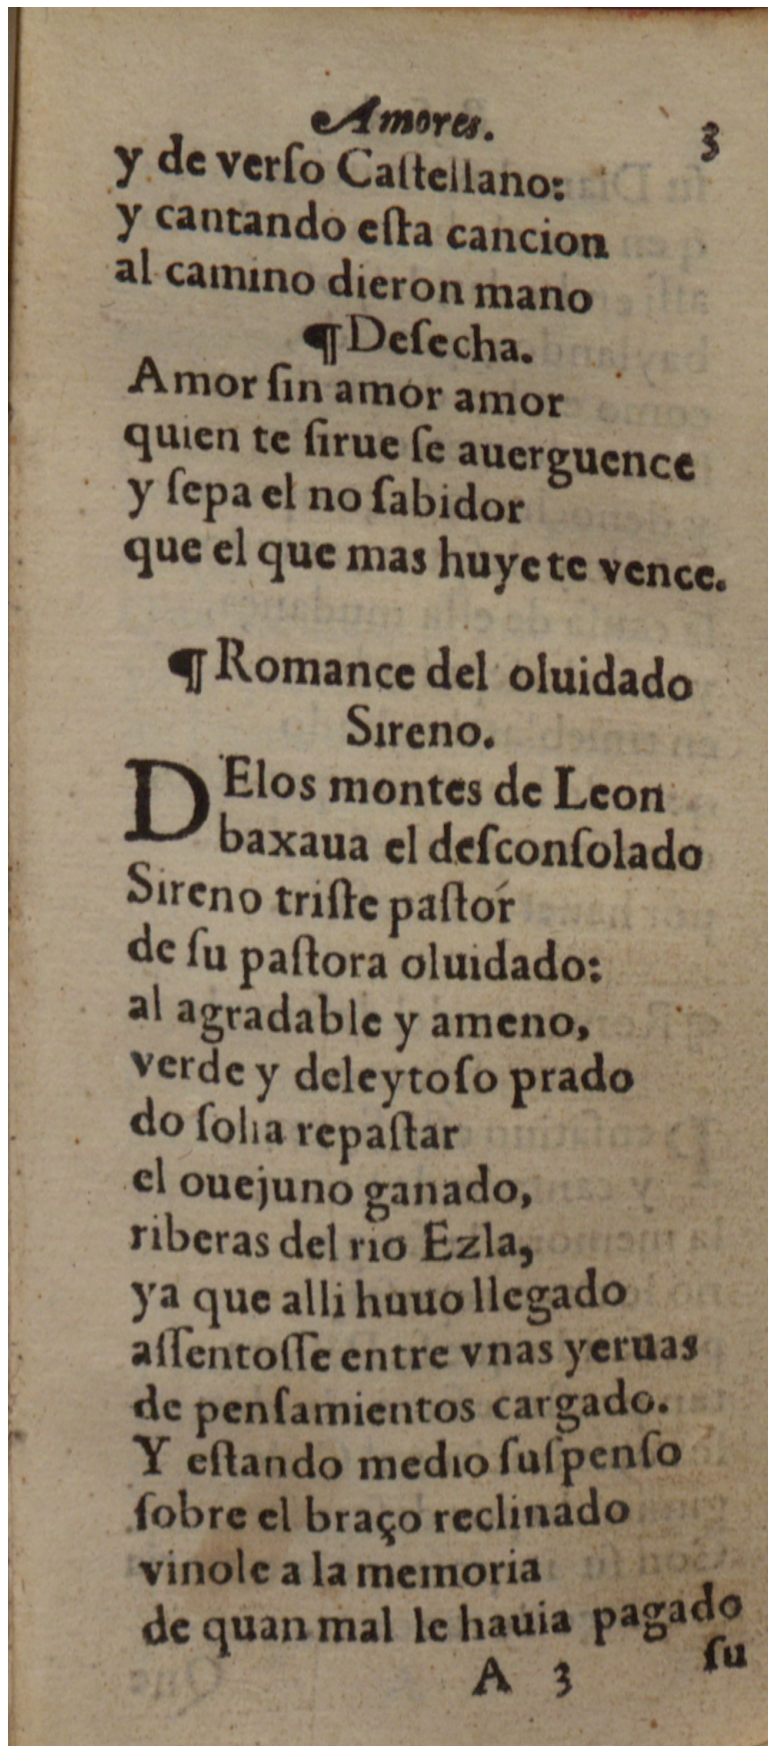 Amores. 3
y de verſo Caſtellano:
y cantando eſta cancion
al camino dieron mano
¶Deſecha.
Amor ſin amor amor
quien te ſirue ſe auerguence
y ſepa el no ſabidor
que el que mas huye te vence.
¶Romance del oluidado
Sireno.
DElos montes de Leon
baxaua el deſconſolado
Sireno triſte paſtor
de ſu paſtora oluidado:
al agradable y ameno,
verde y deleytoſo prado
do ſolia repaſtar
el ouejuno ganado,
riberas del rio Ezla,
ya que alli huuo llegado
aſſentoſſe entre vnas yeruas
de penſamientos cargado.
Y eſtando medio ſuſpenſo
ſobre el braço reclinado
vinole a la memoria
de quan mal le hauia pagado
A 3 ſu